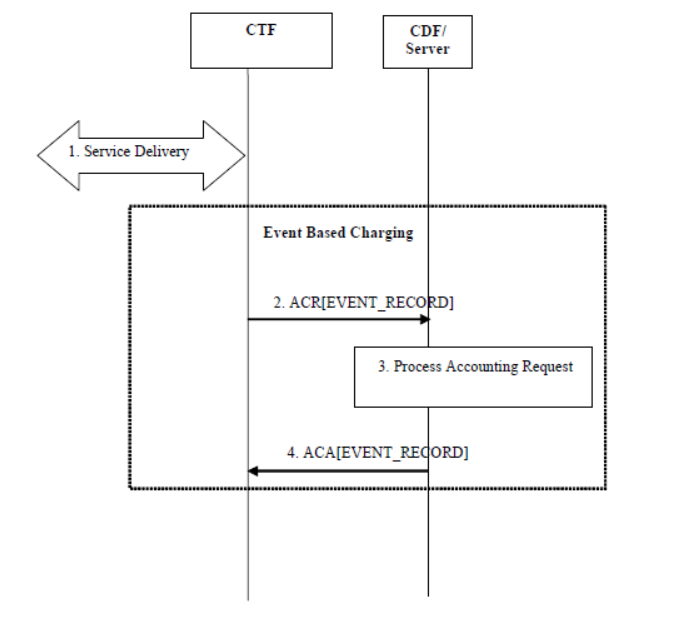 CTF
CDF/
Server
1. Service Delivery
Event Based Charging
2. ACR[EVENT_RECORD]
3. Process Accounting Request
4. ACA[EVENT_RECORD]